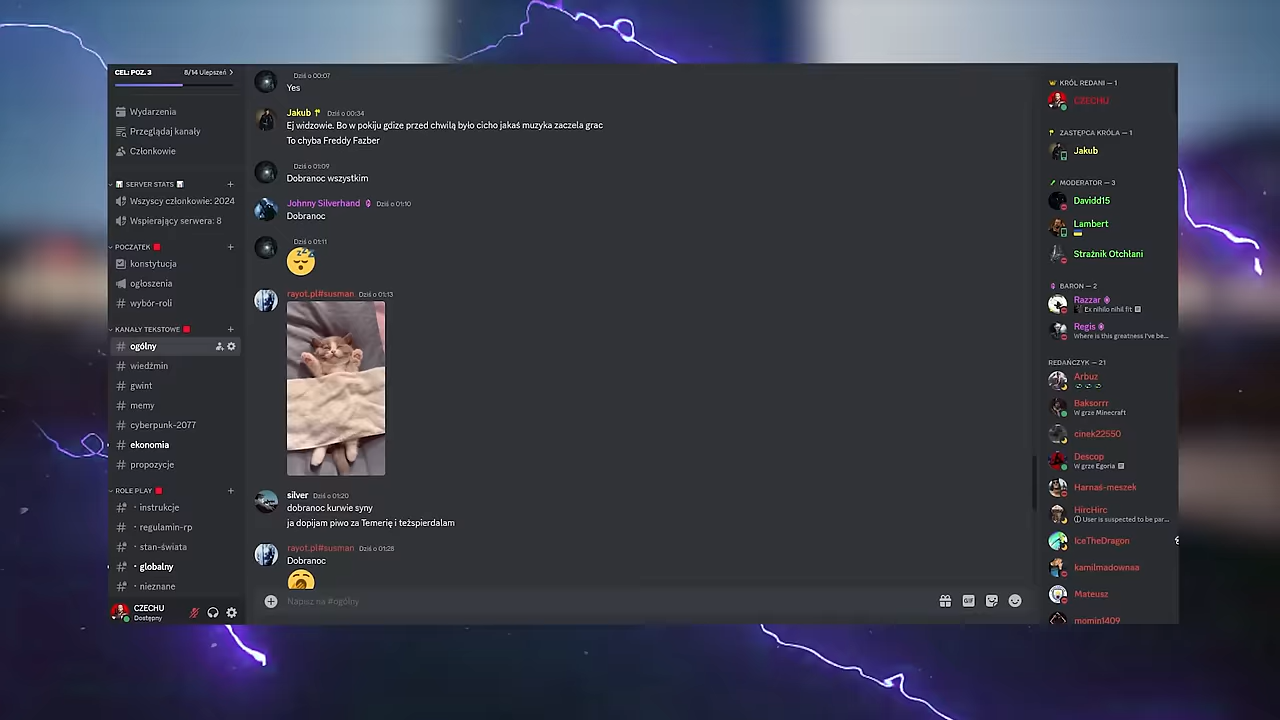 CEL: POZ. 3
8/14 Ulepszeń
Wydarzenia
Przeglądaj kanały
Członkowie
SERVER STATS
Wszyscy członkowie: 2024
Wspierający serwera: 8
POCZĄTEK
konstytucja
ogłoszenia
wybór-roli
KANAŁY TEKSTOWE
ogólny
wiedźmin
gwint
memy
cyberpunk-2077
ekonomia
propozycje
ROLE PLAY
· instrukcje
· regulamin-rp
· stan-świata
· globalny
· nieznane
CZECHU
Dostępny
Dziś o 00:07
Yes
Jakub Dziś o 00:34
Ej widzowie. Bo w pokiju gdize przed chwilą było cicho jakaś muzyka zaczela grac
To chyba Freddy Fazber
Dziś o 01:09
Dobranoc wszystkim
Johnny Silverhand Dziś o 01:10
Dobranoc
Dziś o 01:11
rayot.pl#susman Dziś o 01:13
silver Dziś o 01:20
dobranoc kurwie syny
ja dopijam piwo za Temerię i teżspierdalam
rayot.pl#susman Dziś o 01:28
Dobranoc
Napisz na #ogólny
GIF
KRÓL REDANI — 1
CZECHU
ZASTĘPCA KRÓLA — 1
Jakub
MODERATOR — 3
Davidd15
Lambert
Strażnik Otchłani
BARON — 2
Razzar
Ex nihilo nihil fit
Regis
Where is this greatness I've be...
REDAŃCZYK — 21
Arbuz
Baksorrr
W grze Minecraft
cinek22550
Descop
W grze Egoria
Harnaś-meszek
HircHirc
User is suspected to be par...
IceTheDragon
kamilmadownaa
Mateusz
momin1409